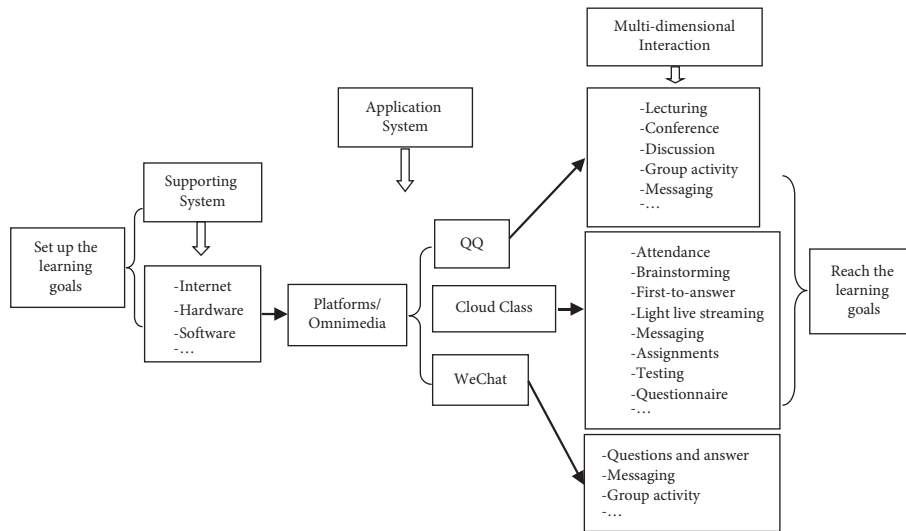 Multi-dimensional
Interaction
Application
System
-Lecturing
-Conference
-Discussion
-Group activity
-Messaging
-…
Supporting
System
Set up the
learning
goals
-Internet
-Hardware
-Software
-…
Platforms/
Omnimedia
QQ
Cloud Class
WeChat
-Attendance
-Brainstorming
-First-to-answer
-Light live streaming
-Messaging
-Assignments
-Testing
-Questionnaire
-…
-Questions and answer
-Messaging
-Group activity
-…
Reach the
learning
goals